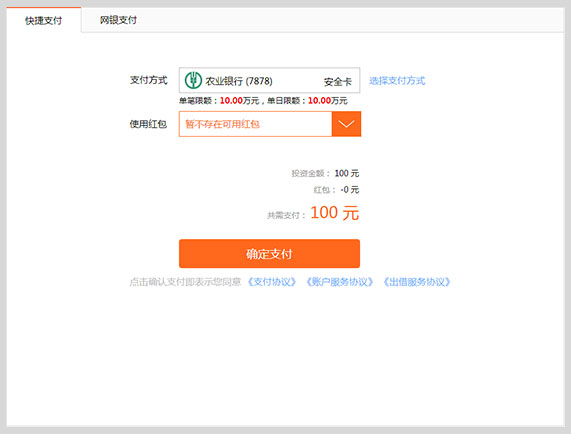 快捷支付 网银支付
支付方式 农业银行 (7878) 安全卡 选择支付方式
单笔限额：10.00万元，单日限额：10.00万元
使用红包 暂不存在可用红包
投资金额： 100 元
红包： -0 元
共需支付： 100 元
确定支付
点击确认支付即表示您同意 《支付协议》 《账户服务协议》 《出借服务协议》